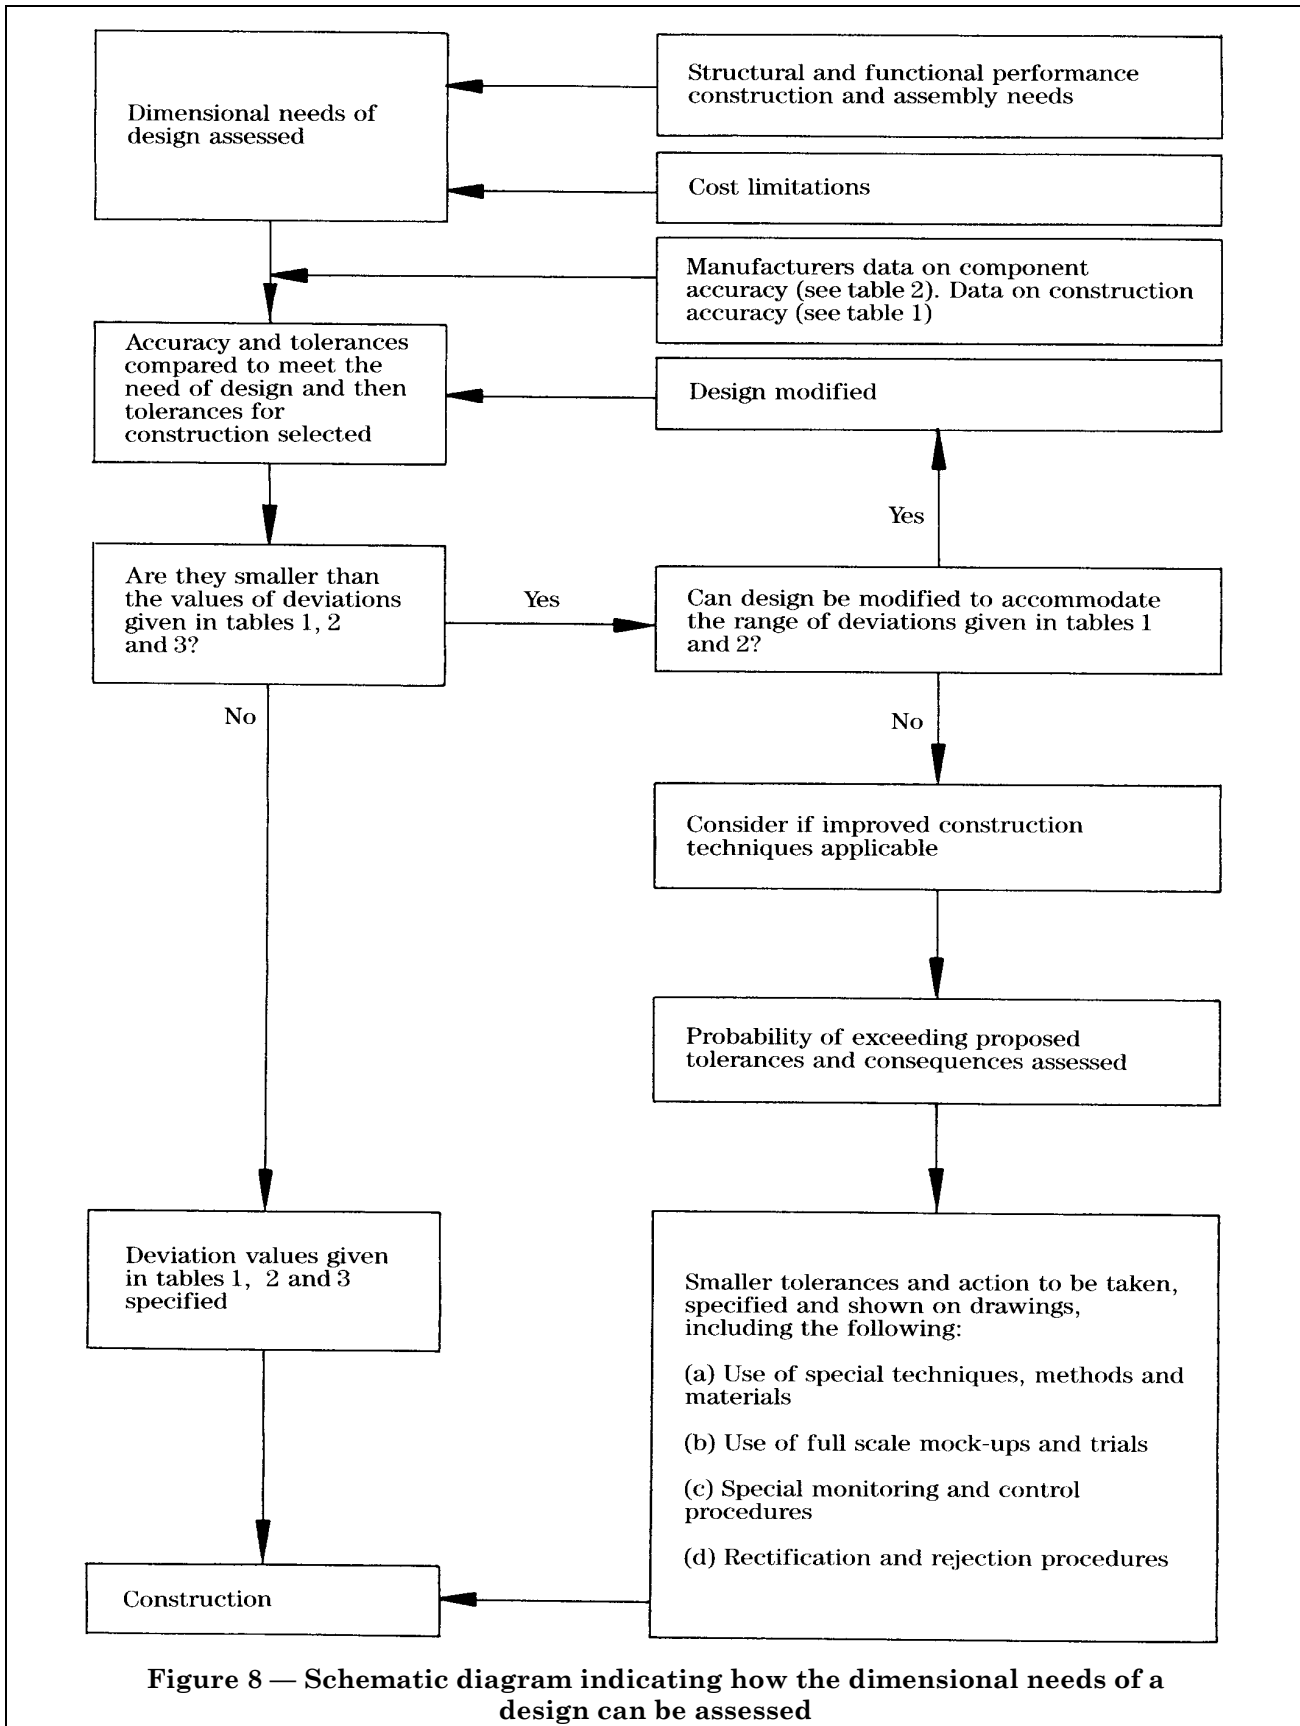 Structural and functional performance
construction and assembly needs
Dimensional needs of
design assessed
Cost limitations
Manufacturers data on component
accuracy (see table 2). Data on construction
accuracy (see table 1)
Accuracy and tolerances
compared to meet the
need of design and then
tolerances for
construction selected
Design modified
Yes
Are they smaller than
the values of deviations
given in tables 1, 2
and 3?
Yes
Can design be modified to accommodate
the range of deviations given in tables 1
and 2?
No
No
Consider if improved construction
techniques applicable
Probability of exceeding proposed
tolerances and consequences assessed
Deviation values given
in tables 1, 2 and 3
specified
Smaller tolerances and action to be taken,
specified and shown on drawings,
including the following:
(a) Use of special techniques, methods and
materials
(b) Use of full scale mock-ups and trials
(c) Special monitoring and control
procedures
(d) Rectification and rejection procedures
Construction
Figure 8 — Schematic diagram indicating how the dimensional needs of a
design can be assessed